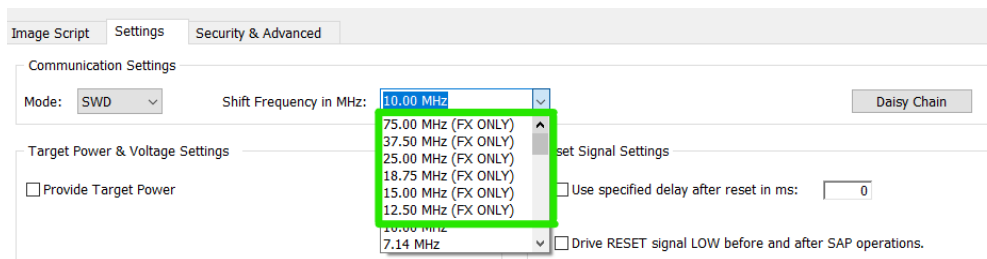 Image Script Settings Security & Advanced
Communication Settings
Mode: SWD Shift Frequency in MHz: 10.00 MHz Daisy Chain
75.00 MHz (FX ONLY)
37.50 MHz (FX ONLY)
25.00 MHz (FX ONLY)
18.75 MHz (FX ONLY)
15.00 MHz (FX ONLY)
12.50 MHz (FX ONLY)
10.00 MHz
7.14 MHz
Target Power & Voltage Settings
Provide Target Power
set Signal Settings
Use specified delay after reset in ms: 0
Drive RESET signal LOW before and after SAP operations.